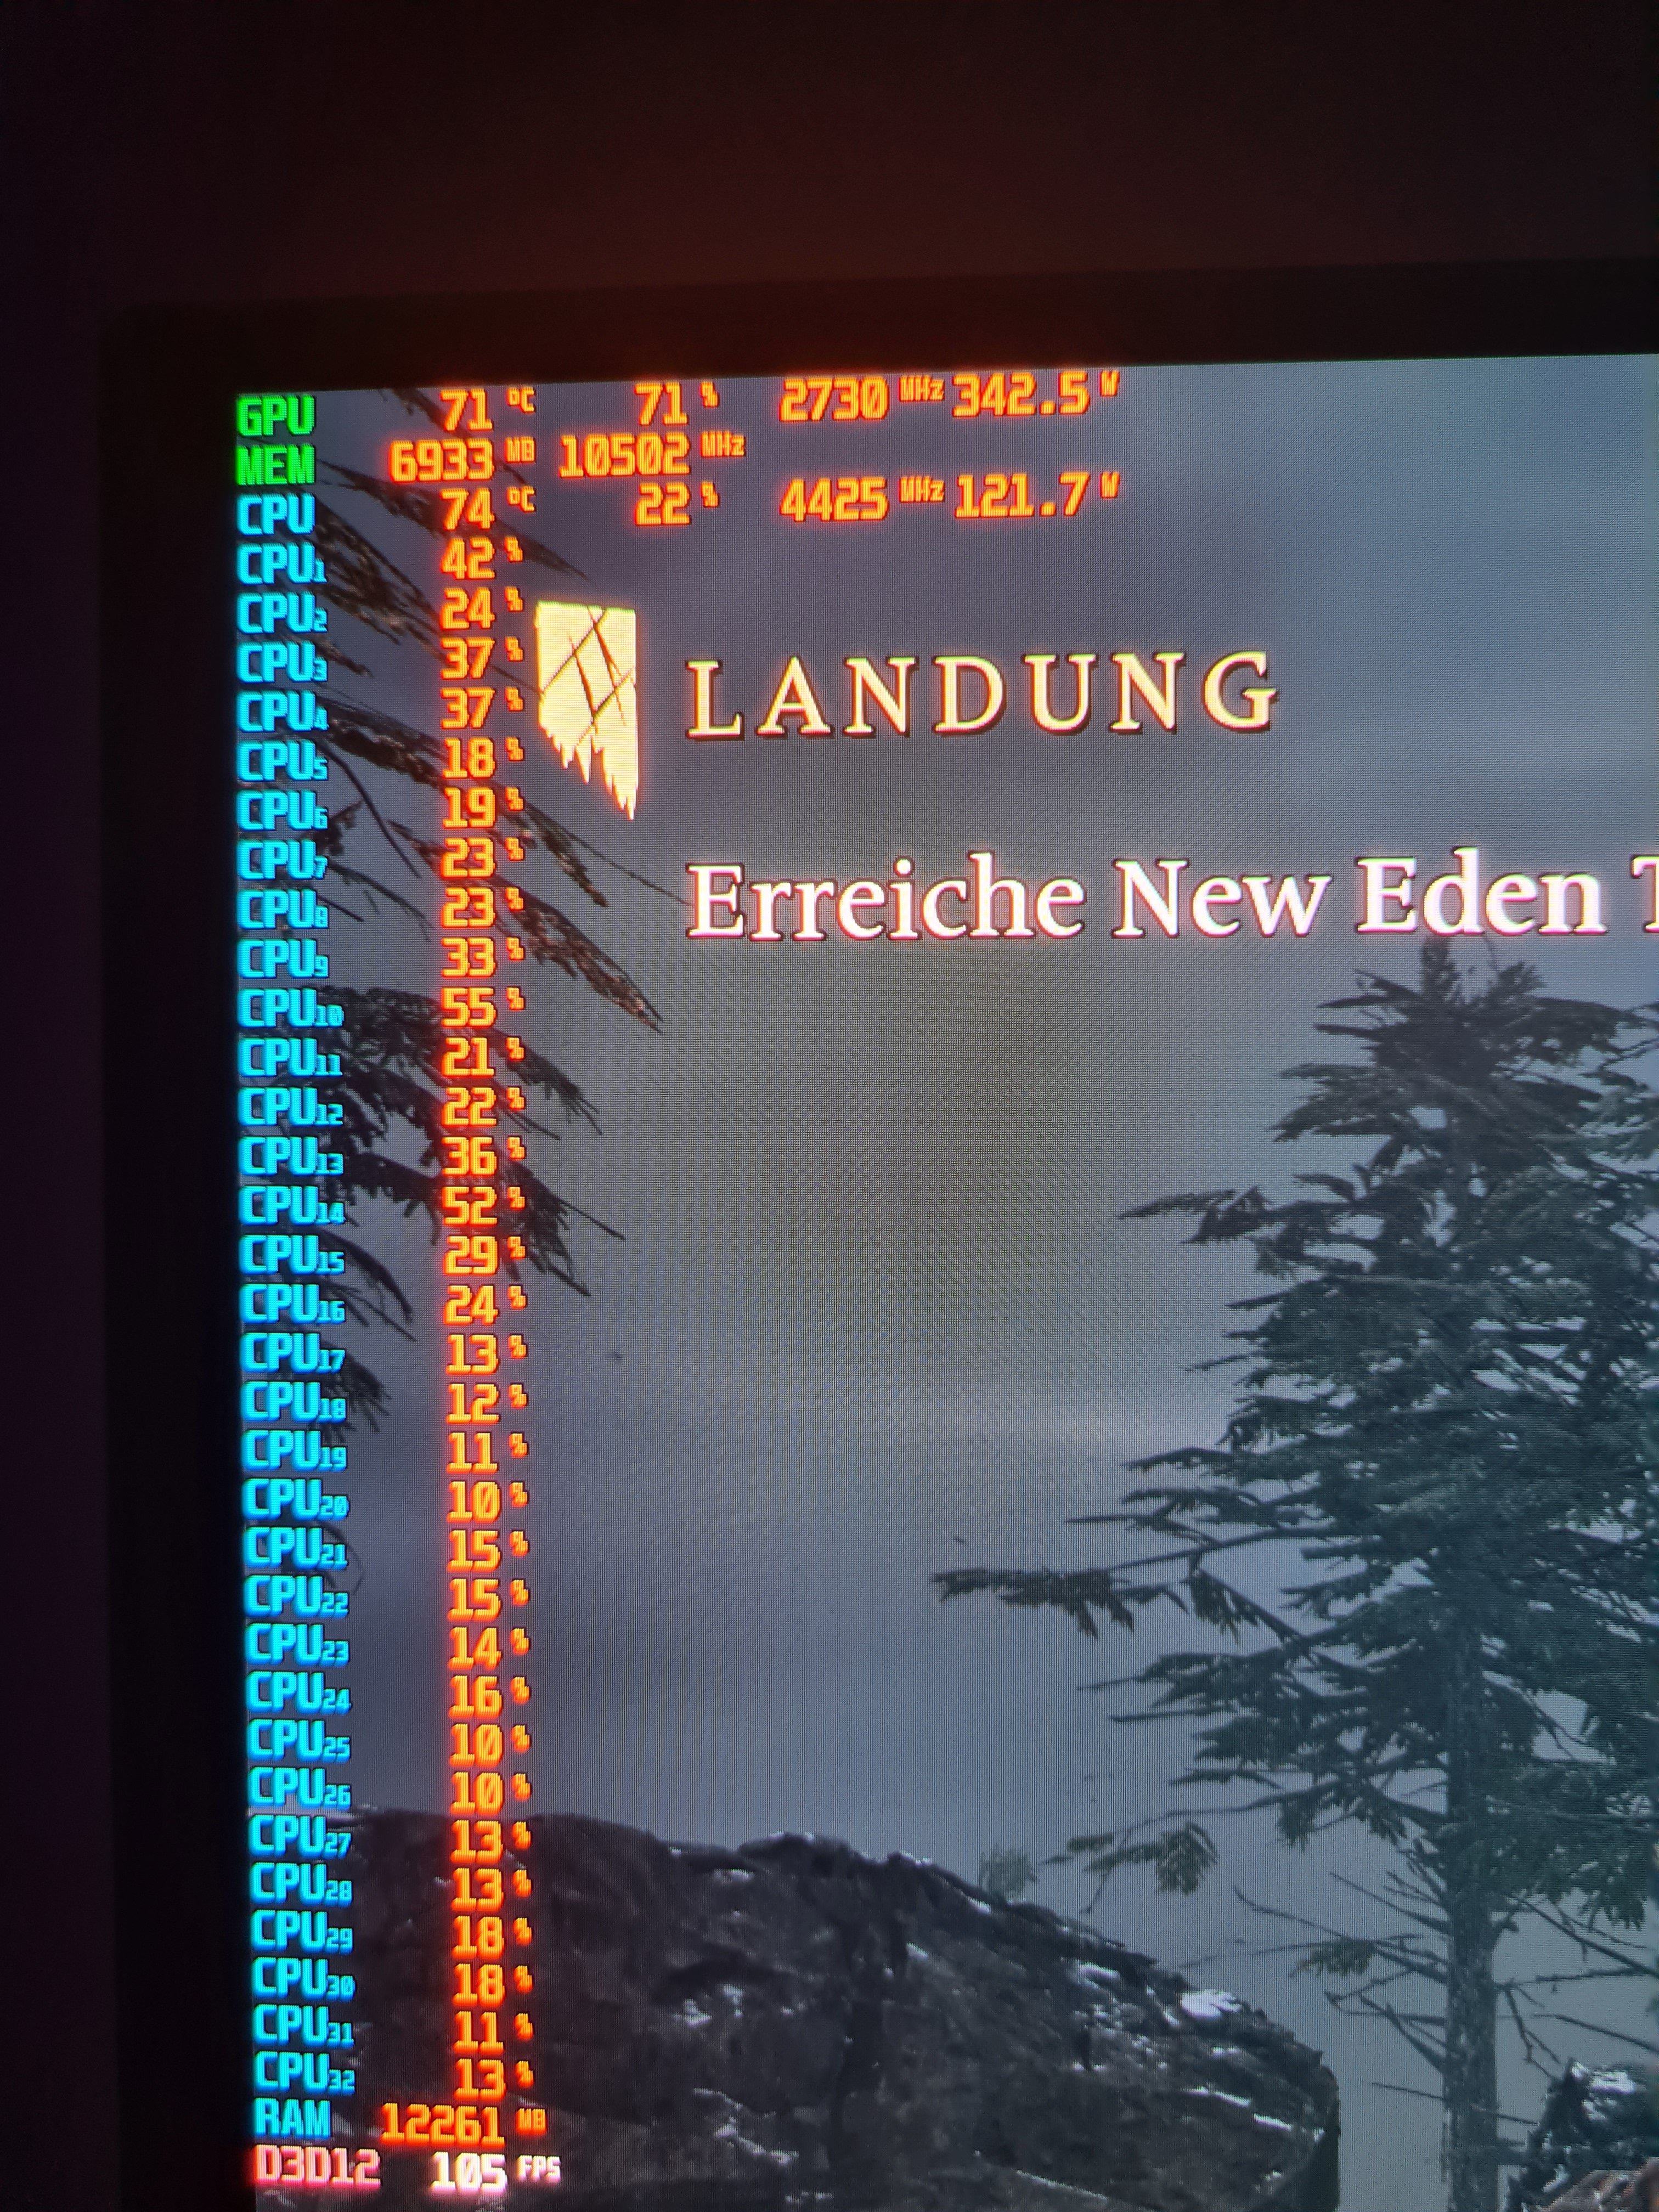 GPU 71 °C 71 % 2730 MHz 342.5 W
MEM 6933 MB 10502 MHz
CPU 74 °C 22 % 4425 MHz 121.7 W
CPU1 42 %
CPU2 24 %
CPU3 37 %
CPU4 37 %
CPU5 18 %
CPU6 19 %
CPU7 23 %
CPU8 23 %
CPU9 33 %
CPU10 55 %
CPU11 21 %
CPU12 22 %
CPU13 36 %
CPU14 52 %
CPU15 29 %
CPU16 24 %
CPU17 13 %
CPU18 12 %
CPU19 11 %
CPU20 10 %
CPU21 15 %
CPU22 15 %
CPU23 14 %
CPU24 16 %
CPU25 10 %
CPU26 10 %
CPU27 13 %
CPU28 13 %
CPU29 18 %
CPU30 18 %
CPU31 11 %
CPU32 13 %
RAM 12261 MB
D3D12 105 FPS
LANDUNG
Erreiche New Eden